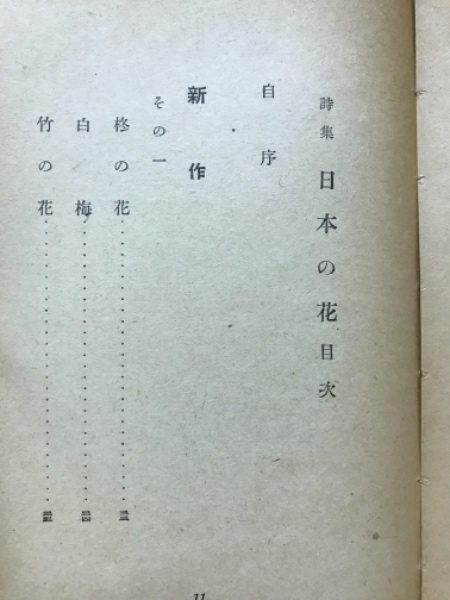 詩集 日本の花 目次
自序
新作
その一
柊の花
白梅
竹の花
11